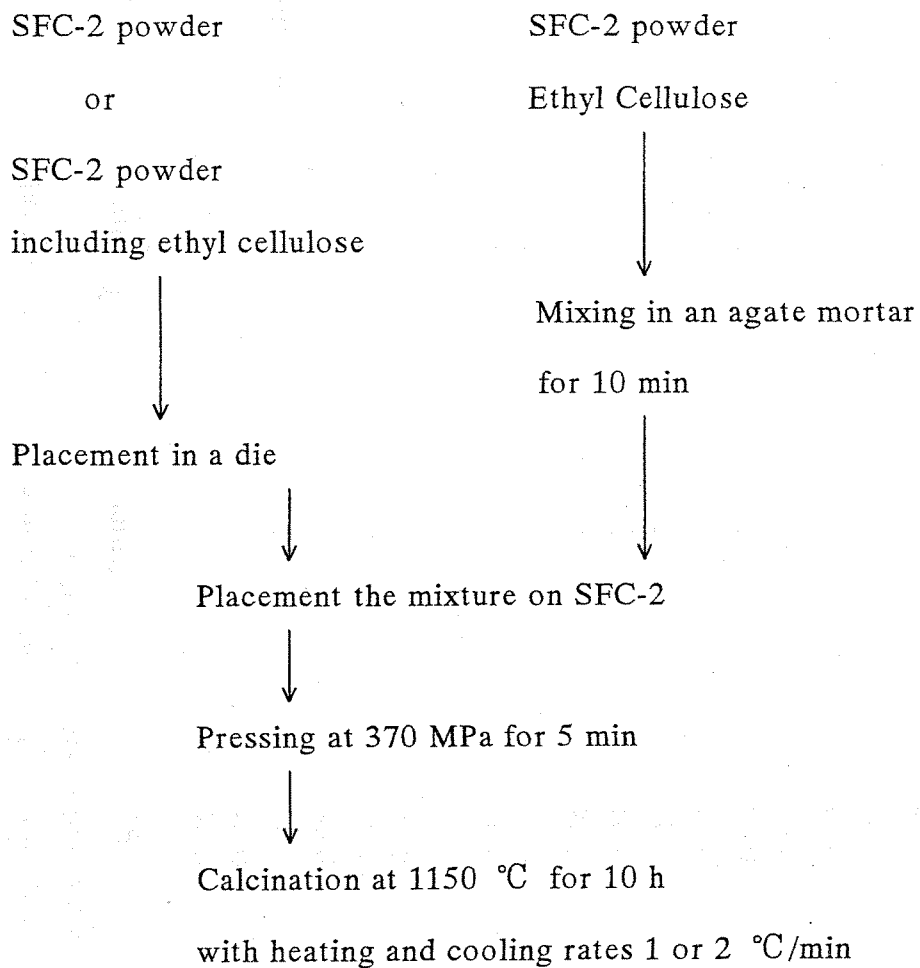 SFC-2 powder
or
SFC-2 powder
including ethyl cellulose
SFC-2 powder
Ethyl Cellulose
Mixing in an agate mortar
for 10 min
Placement in a die
Placement the mixture on SFC-2
Pressing at 370 MPa for 5 min
Calcination at 1150 ℃ for 10 h
with heating and cooling rates 1 or 2 ℃/min